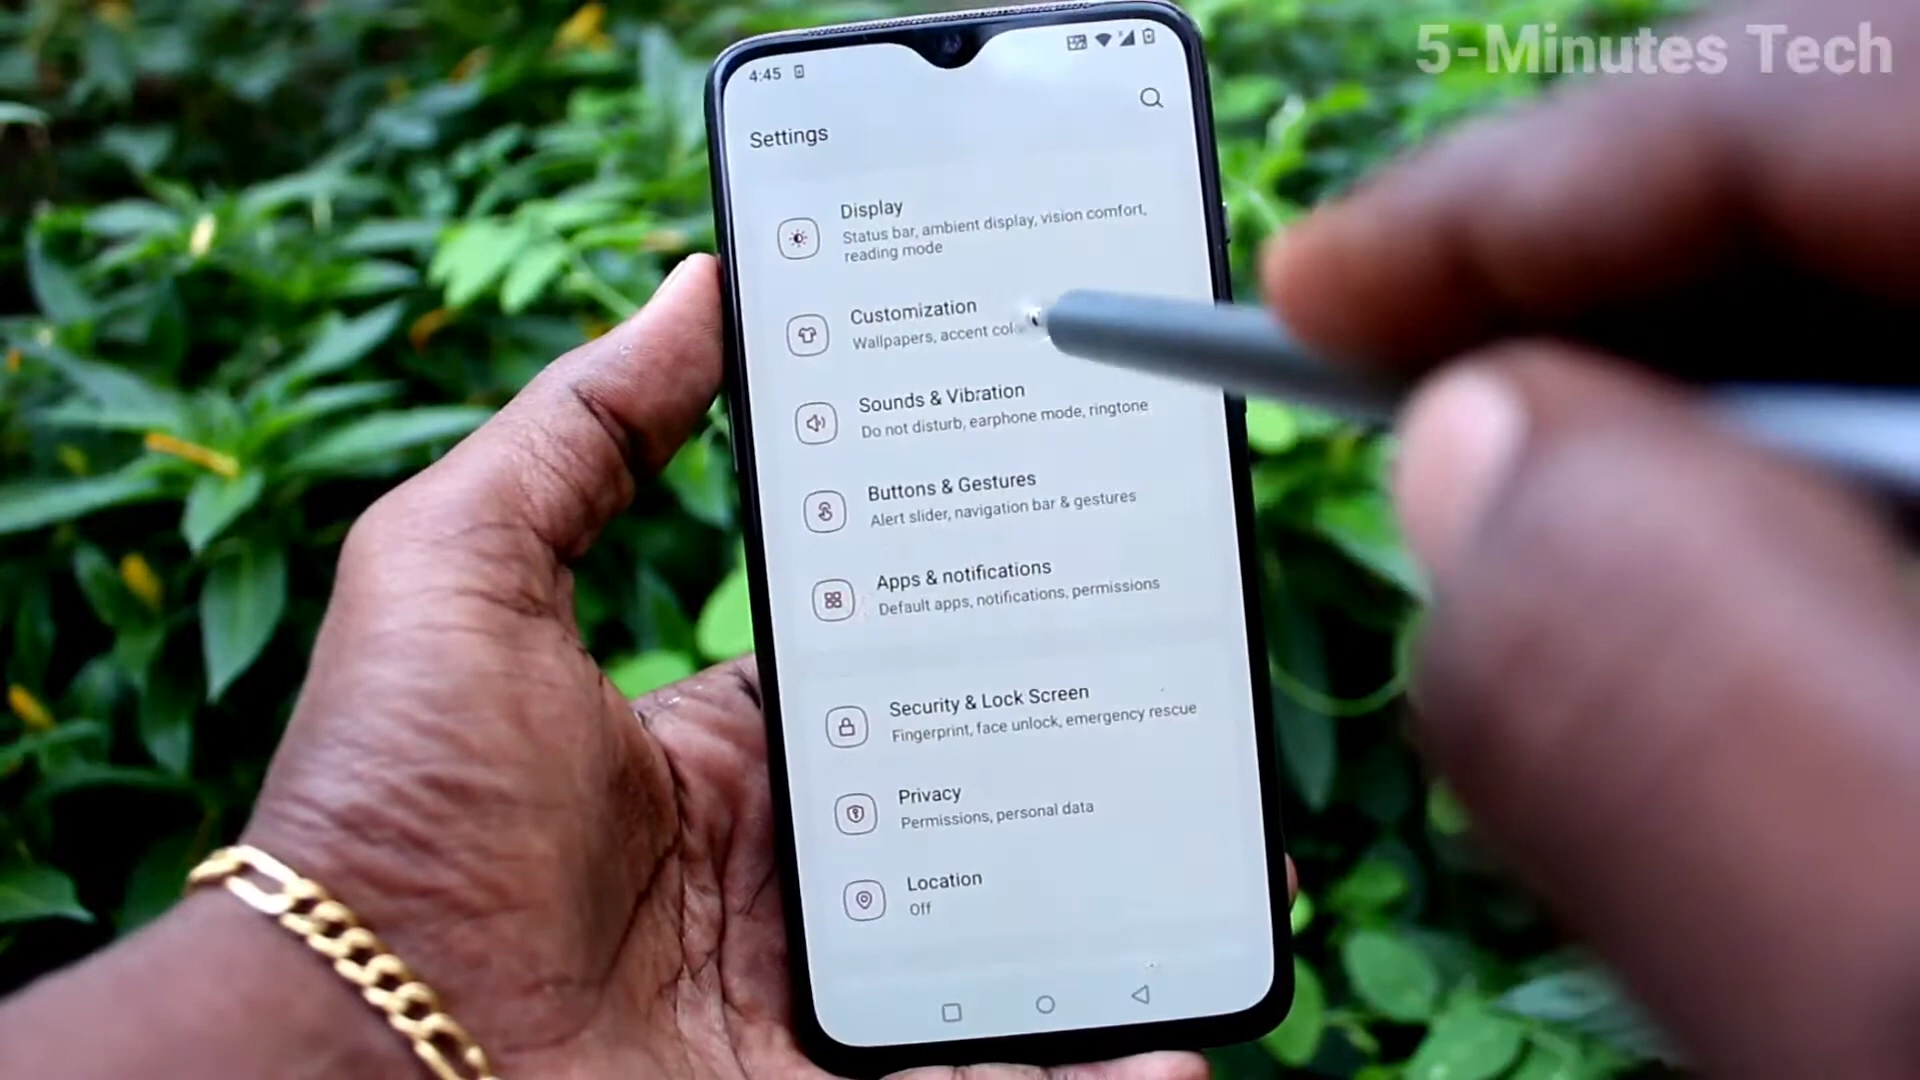 5-Minutes Tech
4:45
Settings
Display
Status bar, ambient display, vision comfort,
reading mode
Customization
Wallpapers, accent
Sounds & Vibration
Do not disturb, earphone mode, ringtone
Buttons & Gestures
Alert slider, navigation bar & gestures
Apps & notifications
Default apps, notifications, permissions
Security & Lock Screen
Fingerprint, face unlock, emergency rescue
Privacy
Permissions, personal data
Location
Off